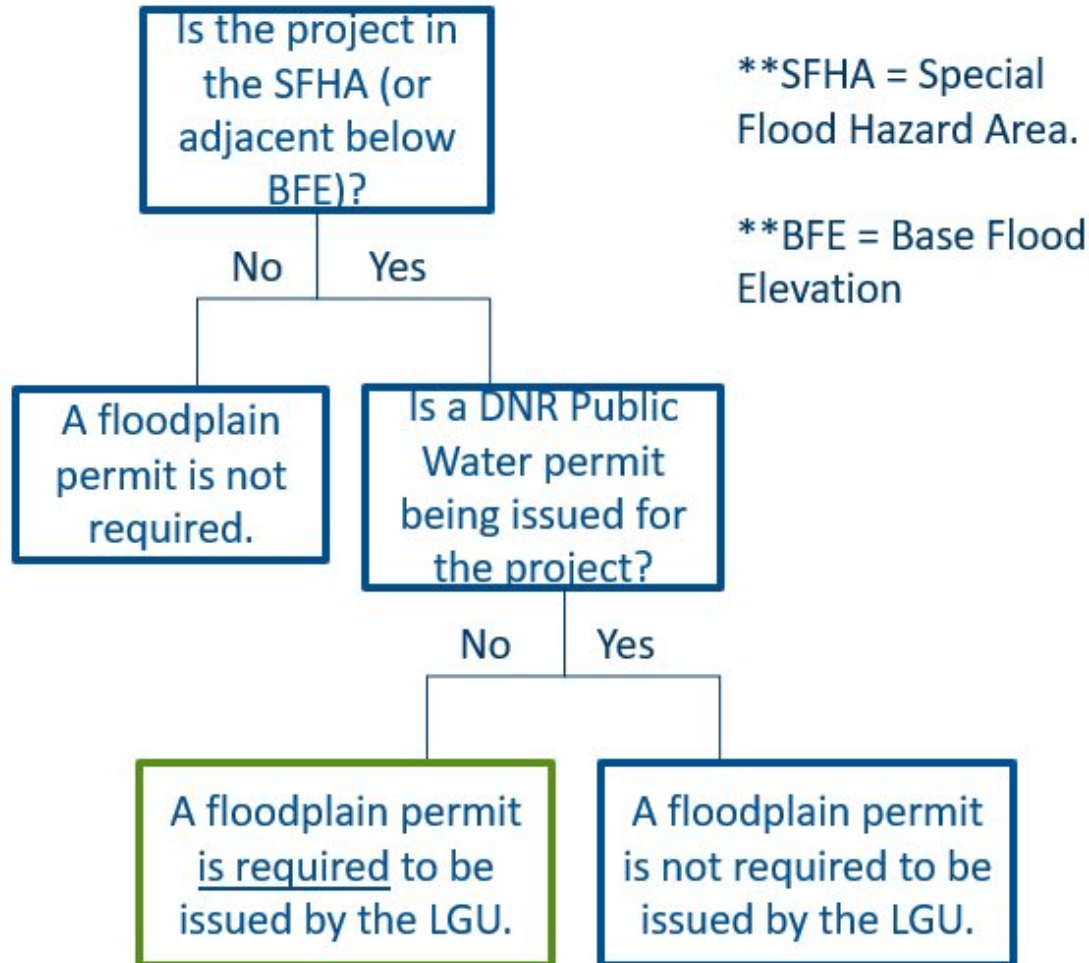 Is the project in
the SFHA (or
adjacent below
BFE)?
**SFHA = Special
Flood Hazard Area.
**BFE = Base Flood
Elevation
No
Yes
A floodplain
permit is not
required.
Is a DNR Public
Water permit
being issued for
the project?
No
Yes
A floodplain permit
is required to be
issued by the LGU.
A floodplain permit
is not required to be
issued by the LGU.